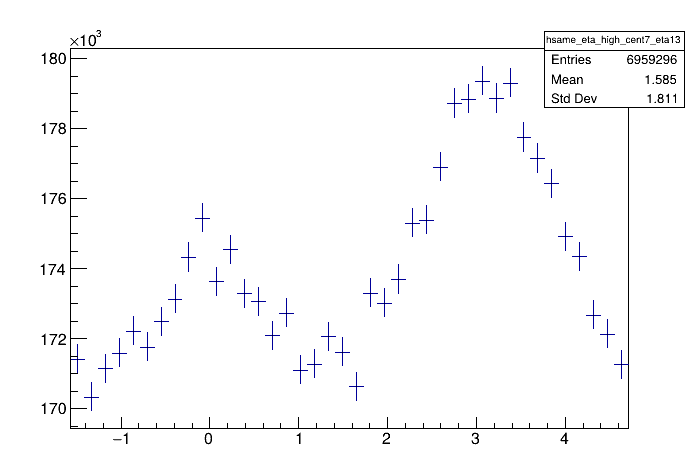 ×10³
hsame_eta_high_cent7_eta13
Entries 6959296
Mean 1.585
Std Dev 1.811
180
178
176
174
172
170
−1 0 1 2 3 4